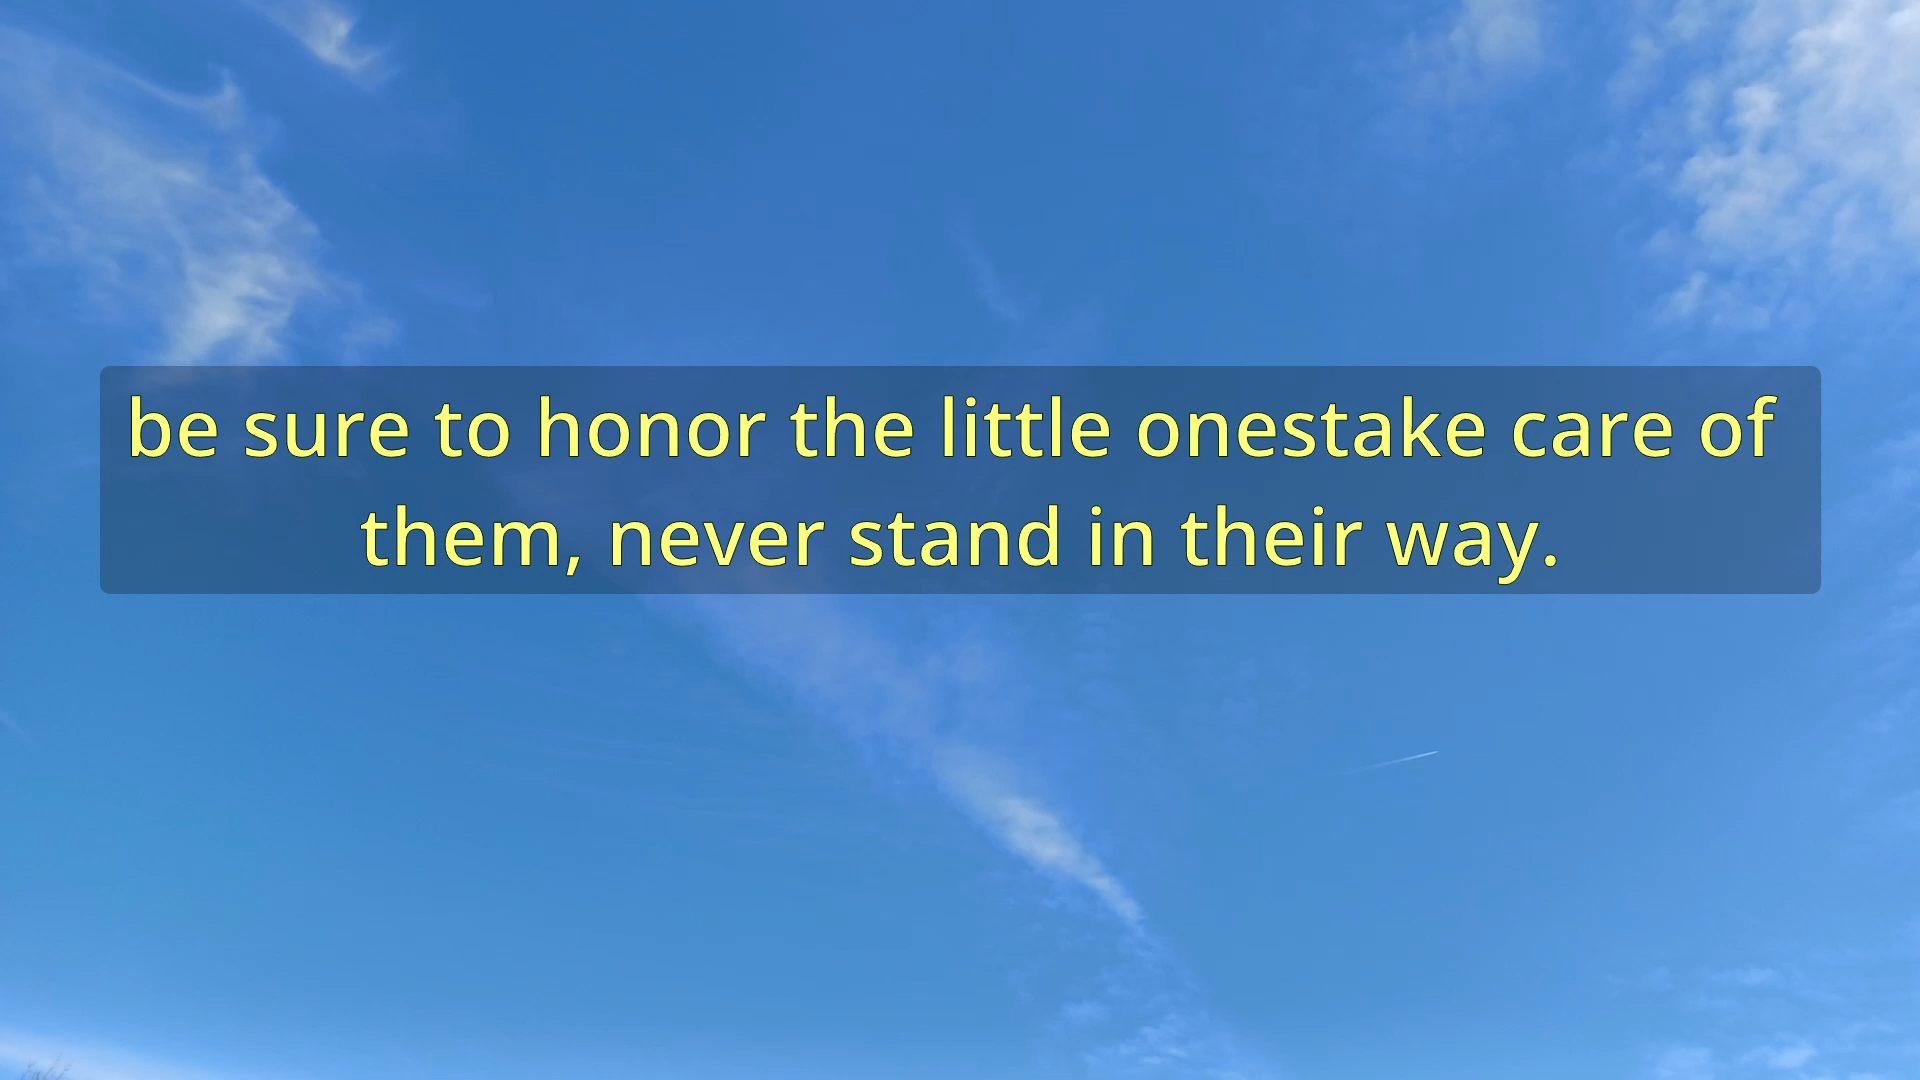 be sure to honor the little onestake care of
them, never stand in their way.